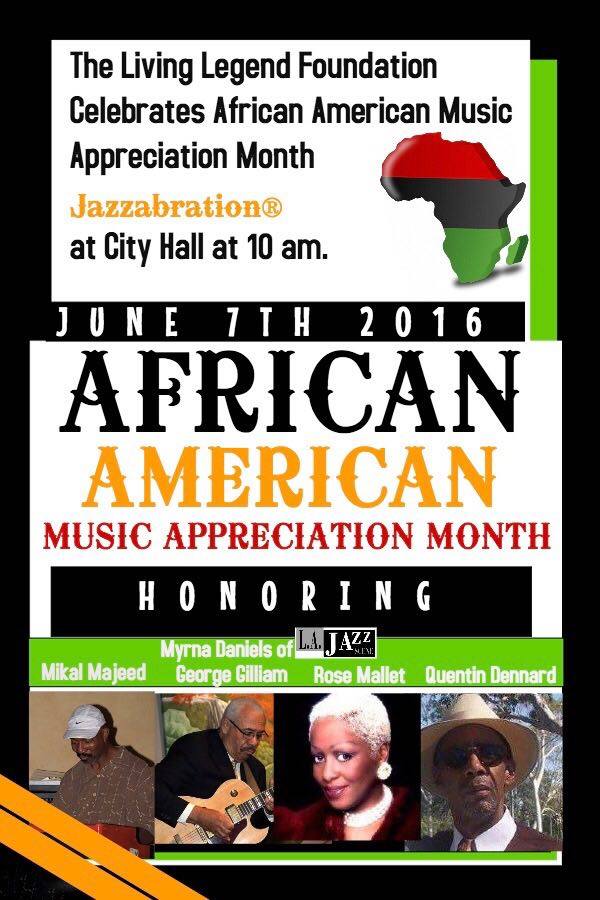 The Living Legend Foundation
Celebrates African American Music
Appreciation Month
Jazzabration®
at City Hall at 10 am.
JUNE 7TH 2016
AFRICAN
AMERICAN
MUSIC APPRECIATION MONTH
HONORING
Myrna Daniels of L.A. JAZZ SCENE
Mikal Majeed George Gilliam Rose Mallet Quentin Dennard